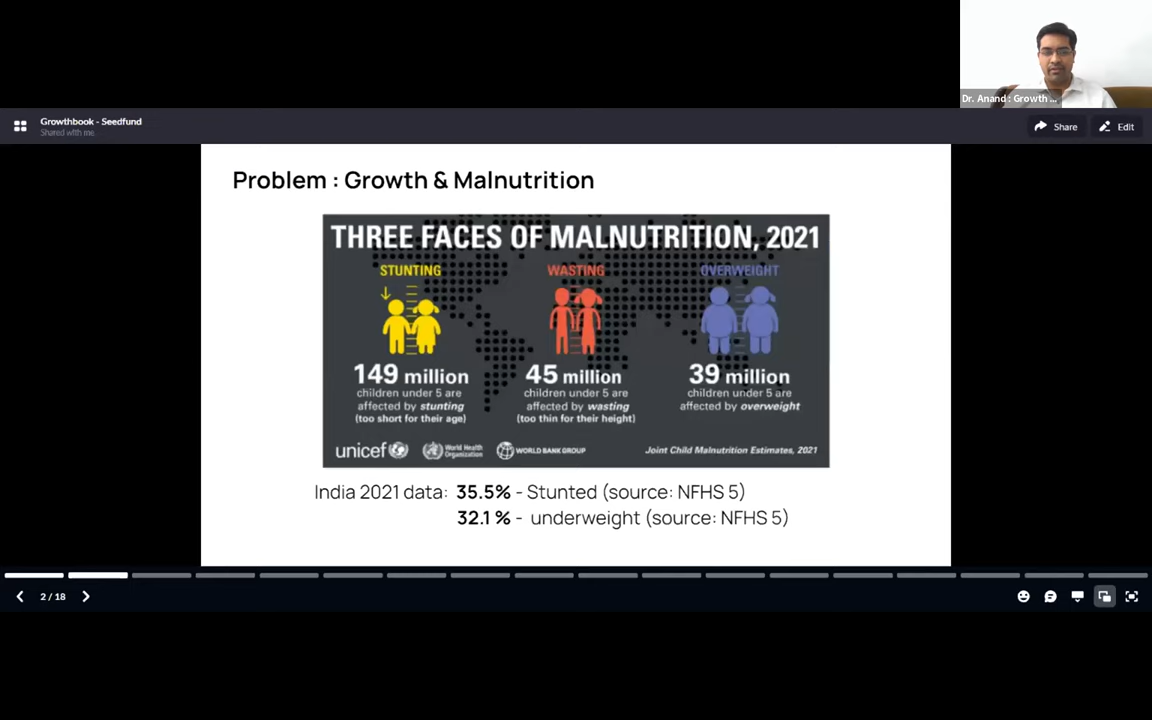 Dr. Anand : Growth ...
Growthbook - Seedfund
Shared with me
Share
Edit
Problem : Growth & Malnutrition
THREE FACES OF MALNUTRITION, 2021
STUNTING
WASTING
OVERWEIGHT
149 million
children under 5 are
affected by stunting
(too short for their age)
45 million
children under 5 are
affected by wasting
(too thin for their height)
39 million
children under 5 are
affected by overweight
unicef
World Health
Organization
WORLD BANK GROUP
Joint Child Malnutrition Estimates, 2021
India 2021 data: 35.5% - Stunted (source: NFHS 5)
32.1 % - underweight (source: NFHS 5)
2 / 18